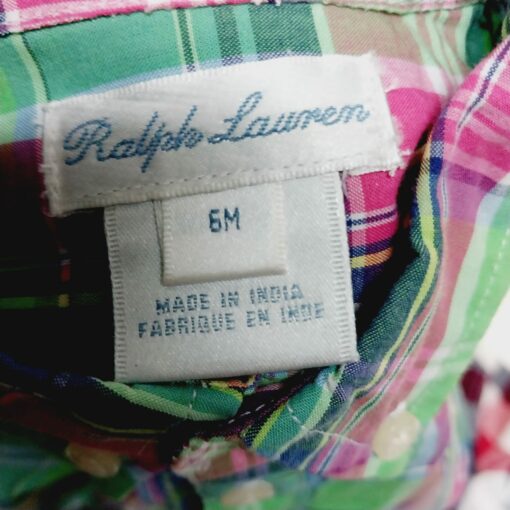 Ralph Lauren
6M
MADE IN INDIA
FABRIQUE EN INDE